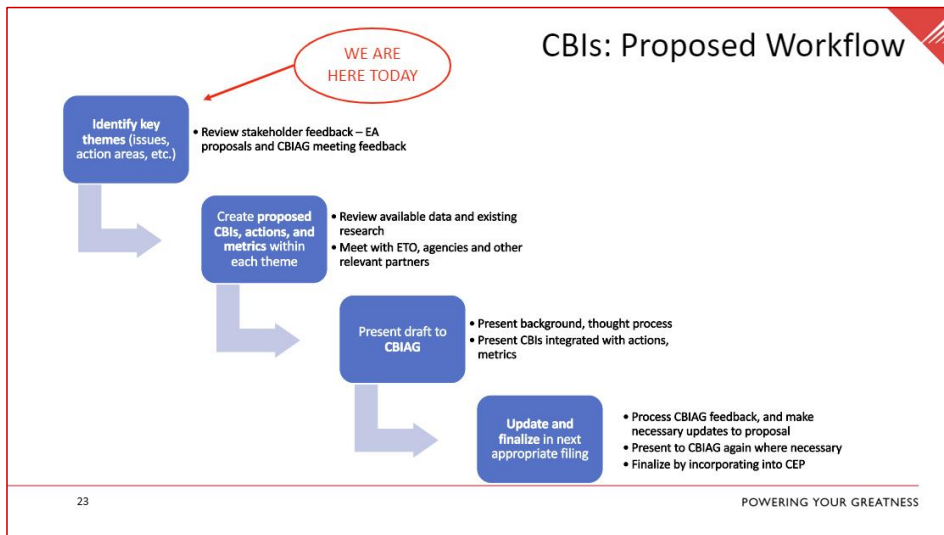 CBIs: Proposed Workflow
WE ARE
HERE TODAY
Identify key
themes (issues,
action areas, etc.)
• Review stakeholder feedback – EA
proposals and CBIAG meeting feedback
Create proposed
CBIs, actions, and
metrics within
each theme
• Review available data and existing
research
• Meet with ETO, agencies and other
relevant partners
Present draft to
CBIAG
• Present background, thought process
• Present CBIs integrated with actions,
metrics
Update and
finalize in next
appropriate filing
• Process CBIAG feedback, and make
necessary updates to proposal
• Present to CBIAG again where necessary
• Finalize by incorporating into CEP
23
POWERING YOUR GREATNESS